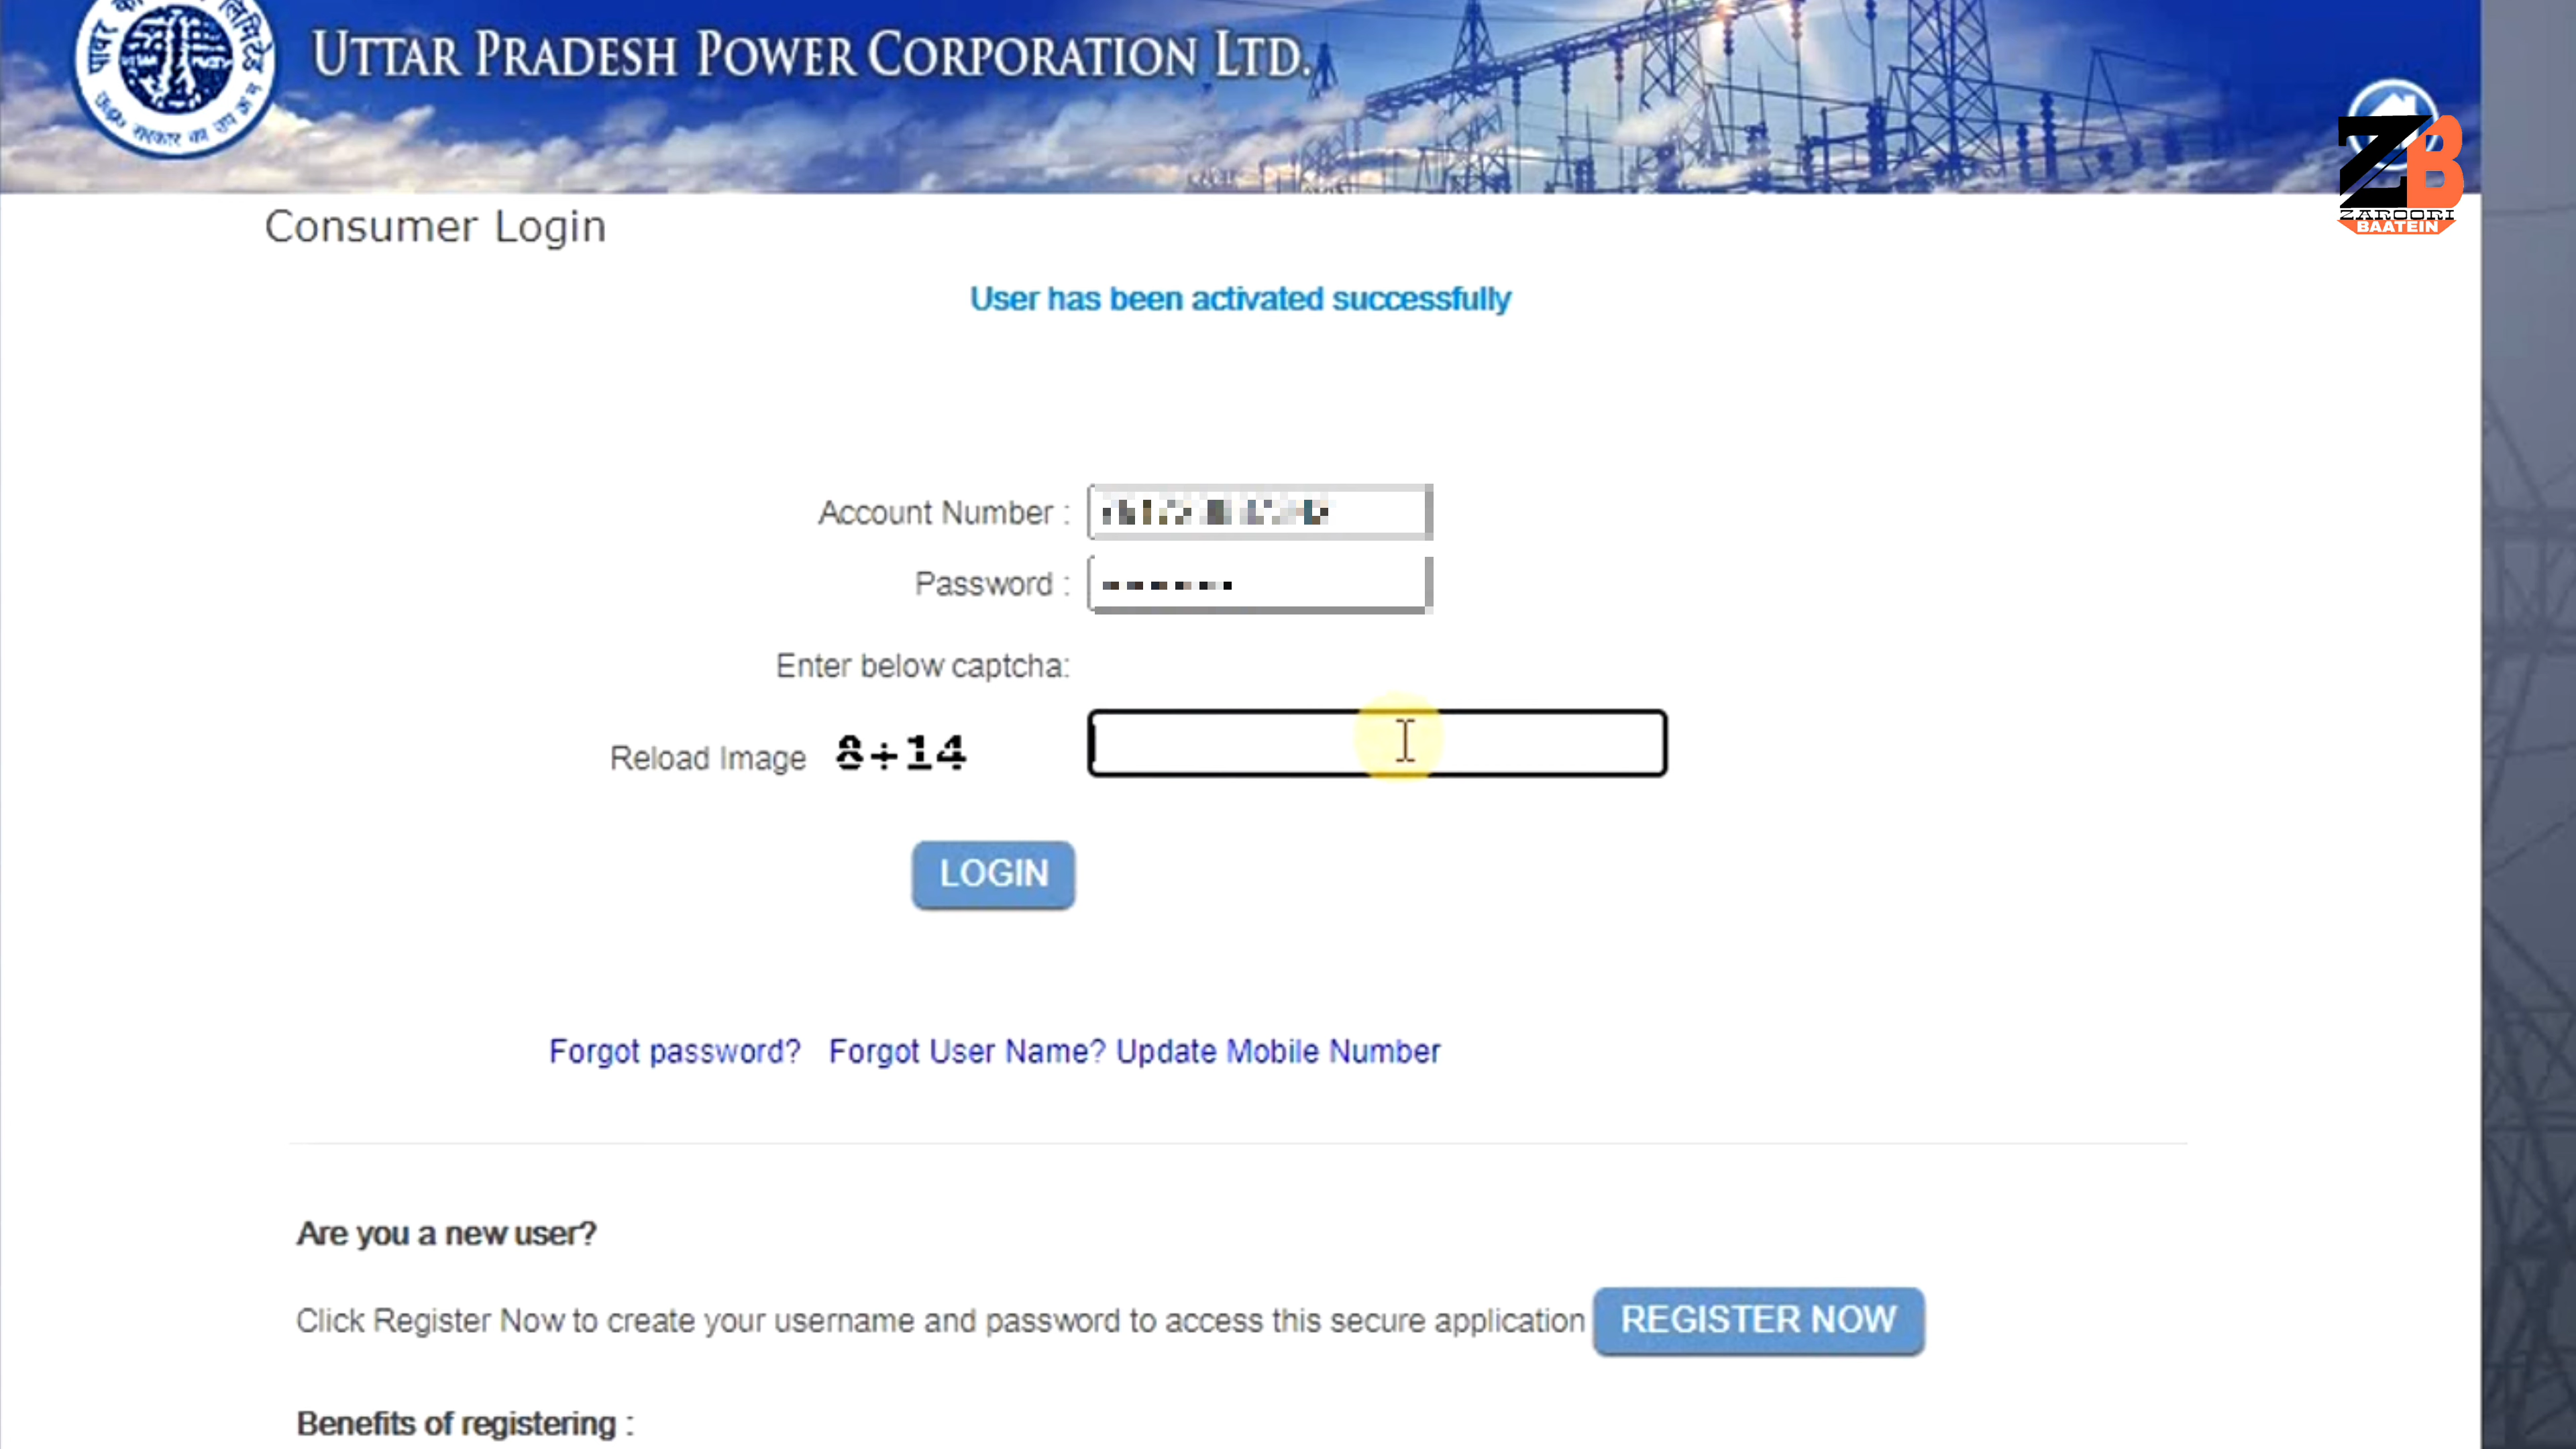 UTTAR PRADESH POWER CORPORATION LTD.
ZB
ZAROORI
BAATEIN
Consumer Login
User has been activated successfully
Account Number :
Password :
Enter below captcha:
Reload Image 8+14
LOGIN
Forgot password? Forgot User Name? Update Mobile Number
Are you a new user?
Click Register Now to create your username and password to access this secure application REGISTER NOW
Benefits of registering :